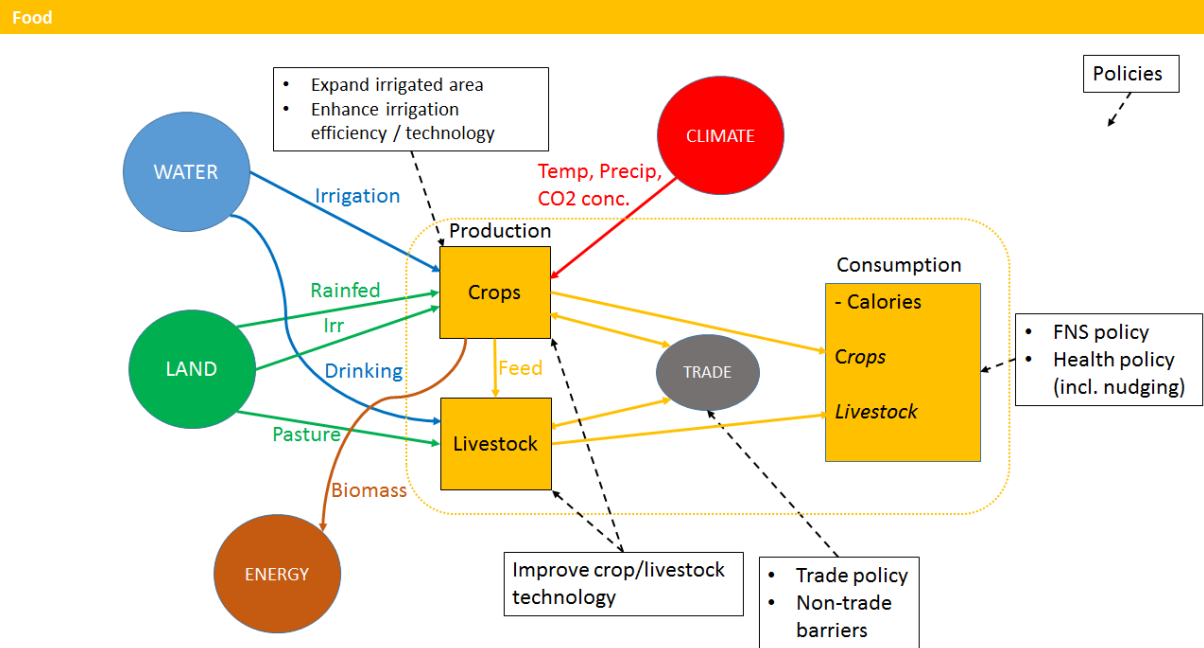 Food
Policies
• Expand irrigated area
• Enhance irrigation
efficiency / technology
WATER
CLIMATE
Irrigation
Temp, Precip,
CO2 conc.
Production
Crops
Consumption
- Calories
Crops
Livestock
Rainfed
Irr
LAND
Drinking
Feed
TRADE
• FNS policy
• Health policy
(incl. nudging)
Pasture
Livestock
Biomass
ENERGY
Improve crop/livestock
technology
• Trade policy
• Non-trade
barriers